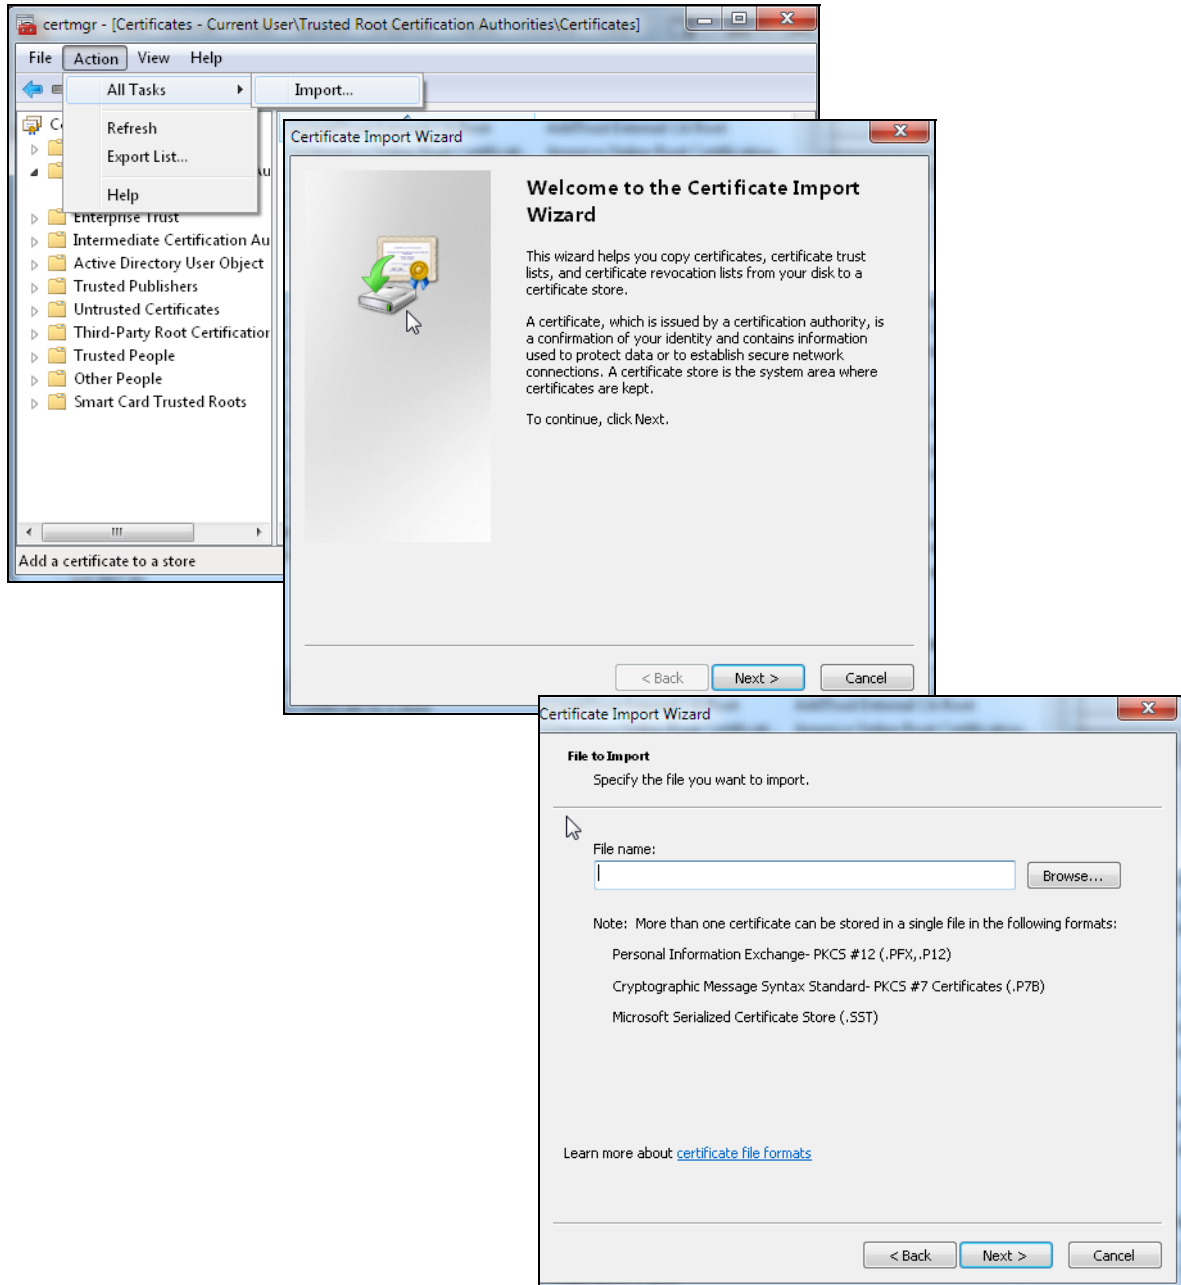 certmgr - [Certificates - Current User\Trusted Root Certification Authorities\Certificates]
File Action View Help
All Tasks
Import...
Refresh
Export List...
Help
Enterprise Trust
Intermediate Certification Au
Active Directory User Object
Trusted Publishers
Untrusted Certificates
Third-Party Root Certification
Trusted People
Other People
Smart Card Trusted Roots
Add a certificate to a store
Certificate Import Wizard
Welcome to the Certificate Import
Wizard
This wizard helps you copy certificates, certificate trust
lists, and certificate revocation lists from your disk to a
certificate store.
A certificate, which is issued by a certification authority, is
a confirmation of your identity and contains information
used to protect data or to establish secure network
connections. A certificate store is the system area where
certificates are kept.
To continue, click Next.
< Back Next > Cancel
Certificate Import Wizard
File to Import
Specify the file you want to import.
File name:
Browse...
Note: More than one certificate can be stored in a single file in the following formats:
Personal Information Exchange- PKCS #12 (.PFX,.P12)
Cryptographic Message Syntax Standard- PKCS #7 Certificates (.P7B)
Microsoft Serialized Certificate Store (.SST)
Learn more about certificate file formats
< Back Next > Cancel